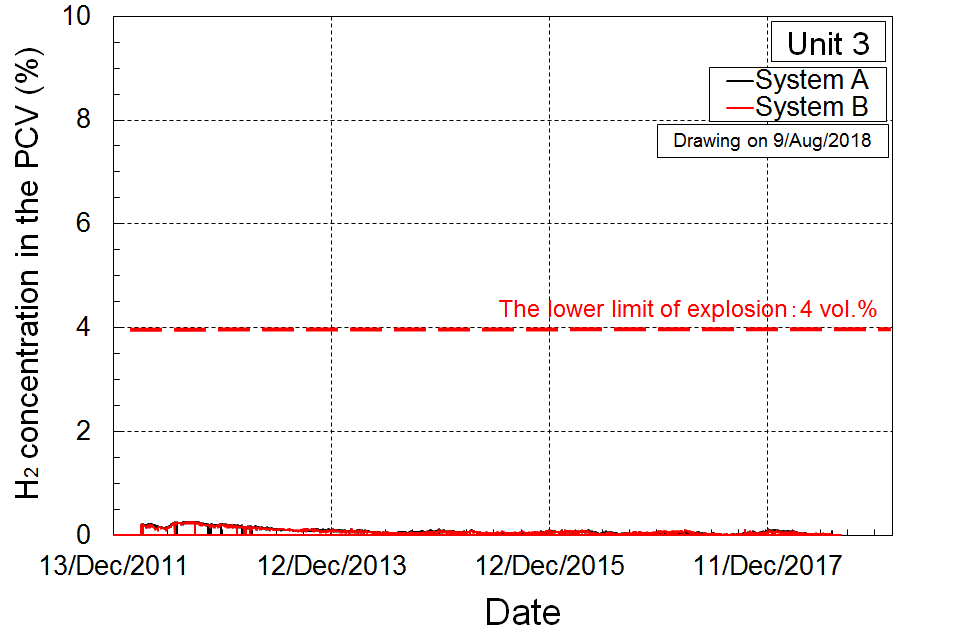 10
Unit 3
System A
System B
Drawing on 9/Aug/2018
8
6
The lower limit of explosion:4 vol.%
4
2
0
H2 concentration in the PCV (%)
13/Dec/2011 12/Dec/2013 12/Dec/2015 11/Dec/2017
Date